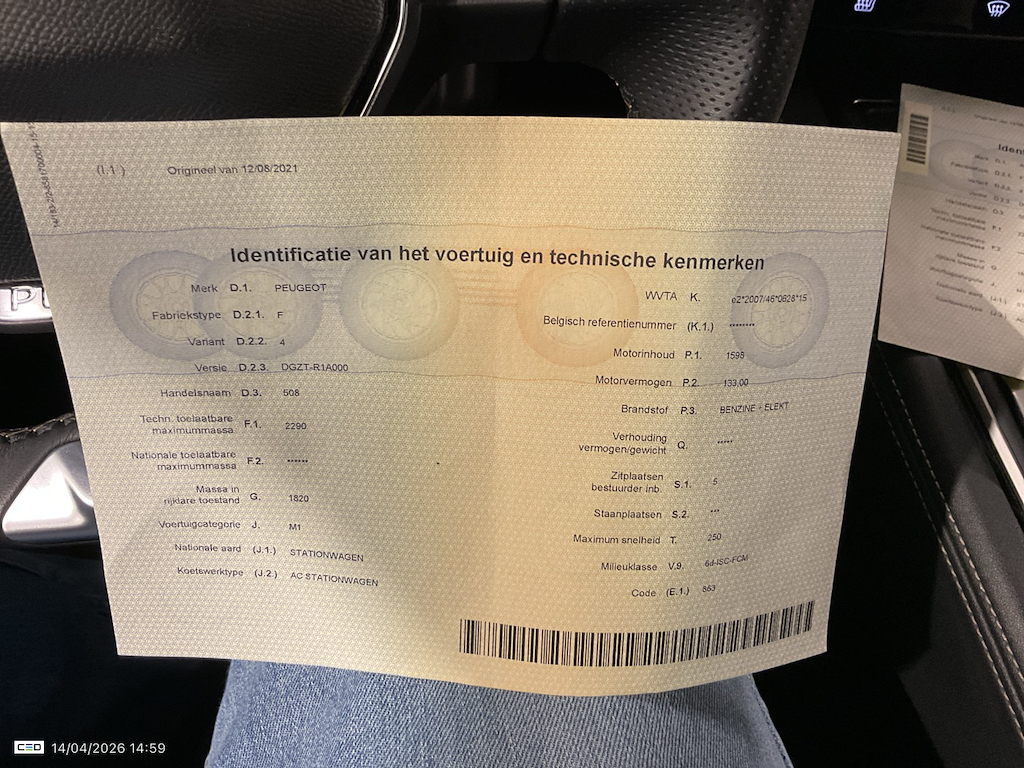 (I.1) Origineel van 12/08/2021
Identificatie van het voertuig en technische kenmerken
Merk D.1. PEUGEOT
Fabriekstype D.2.1. F
Variant D.2.2. 4
Versie D.2.3. DGZT-R1A000
Handelsnaam D.3. 508
Techn. toelaatbare
maximummassa F.1. 2290
Nationale toelaatbare
maximummassa F.2. ******
Massa in
rijklare toestand G. 1820
Voertuigcategorie J. M1
Nationale aard (J.1.) STATIONWAGEN
Koetswerktype (J.2.) AC STATIONWAGEN
WVTA K. e2*2007/46*0628*15
Belgisch referentienummer (K.1.) ********
Motorinhoud P.1. 1598
Motorvermogen P.2. 133,00
Brandstof P.3. BENZINE - ELEKT
Verhouding
vermogen/gewicht Q. *****
Zitplaatsen
bestuurder inb. S.1. 5
Staanplaatsen S.2. ***
Maximum snelheid T. 250
Milieuklasse V.9. 6d-ISC-FCM
Code (E.1.) 863
CEO 14/04/2026 14:59